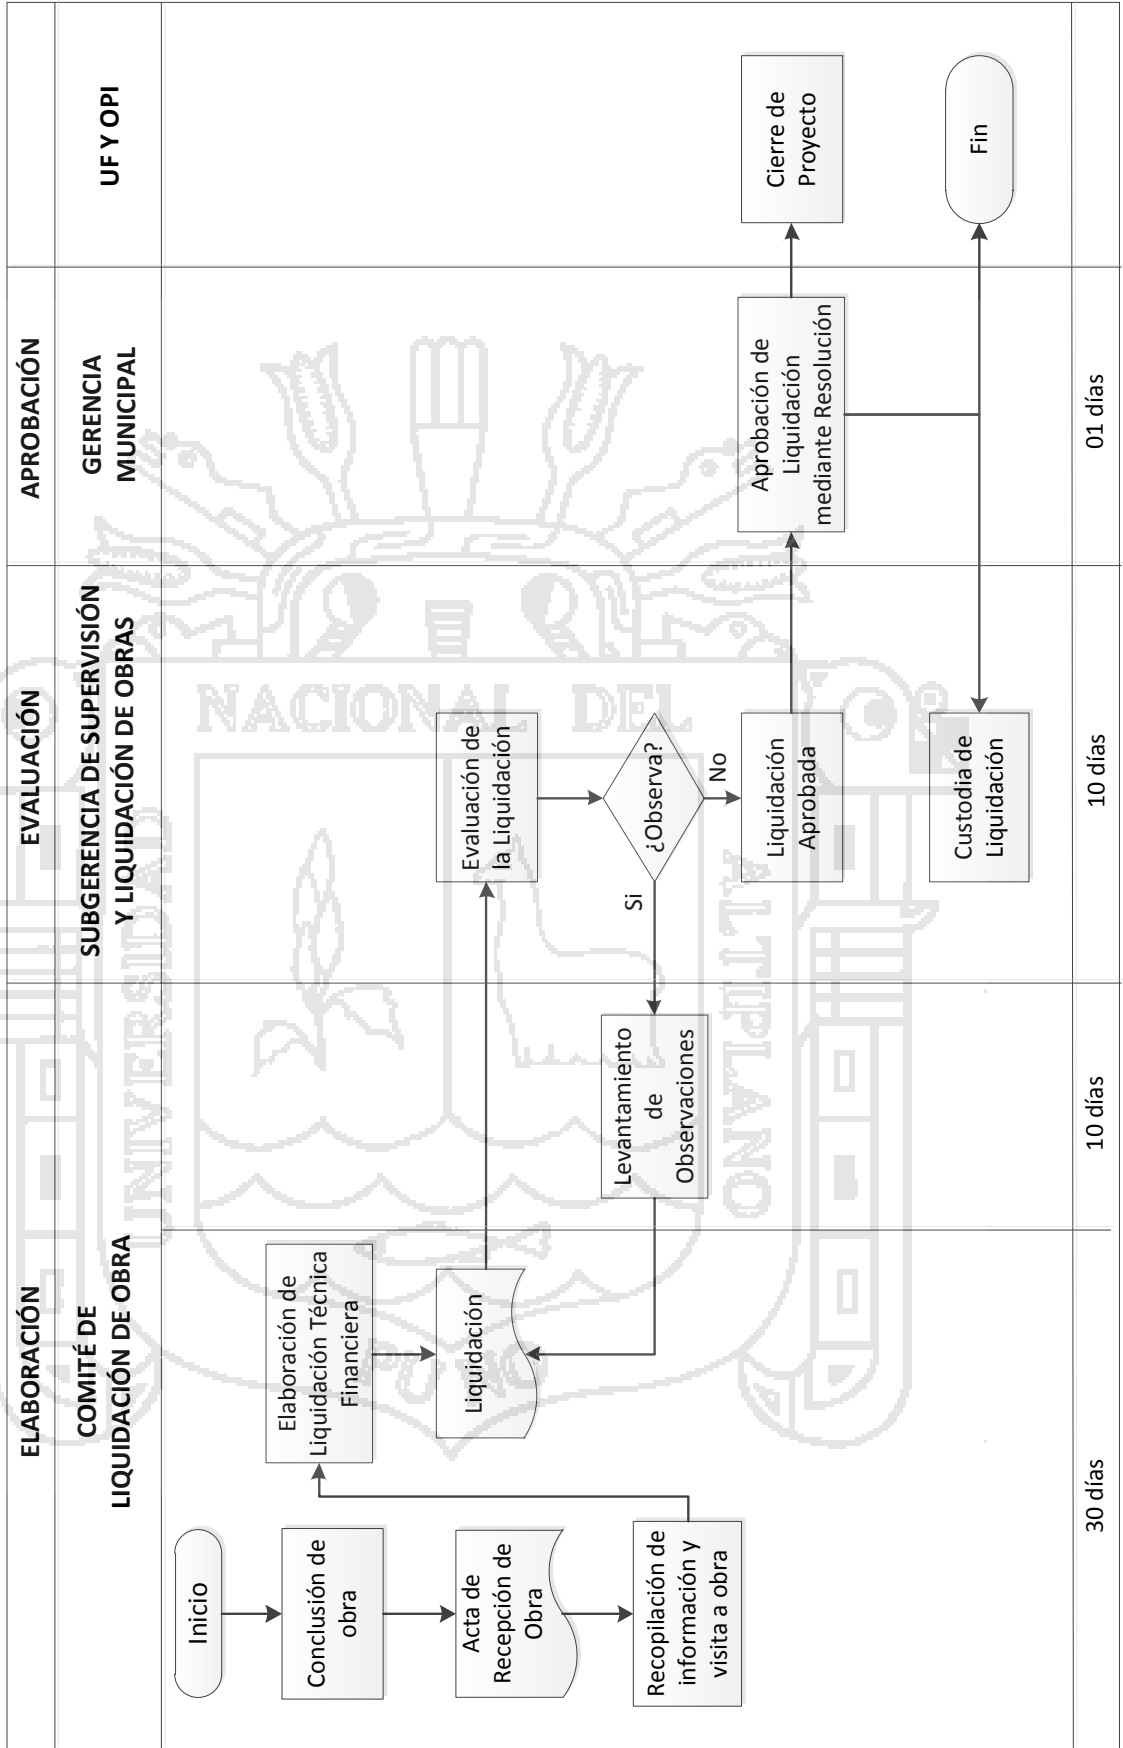 ELABORACIÓN
EVALUACIÓN
APROBACIÓN
COMITÉ DE
LIQUIDACIÓN DE OBRA
SUBGERENCIA DE SUPERVISIÓN
Y LIQUIDACIÓN DE OBRAS
GERENCIA
MUNICIPAL
UF Y OPI
Inicio
Conclusión de
obra
Acta de
Recepción de
Obra
Recopilación de
información y
visita a obra
Elaboración de
Liquidación Técnica
Financiera
Liquidación
Levantamiento
de
Observaciones
Evaluación de
la Liquidación
¿Observa?
Si
No
Liquidación
Aprobada
Custodia de
Liquidación
Aprobación de
Liquidación
mediante Resolución
Cierre de
Proyecto
Fin
30 días
10 días
10 días
01 días
UNIVERSIDAD
NACIONAL DEL
ALTIPLANO
PUNO